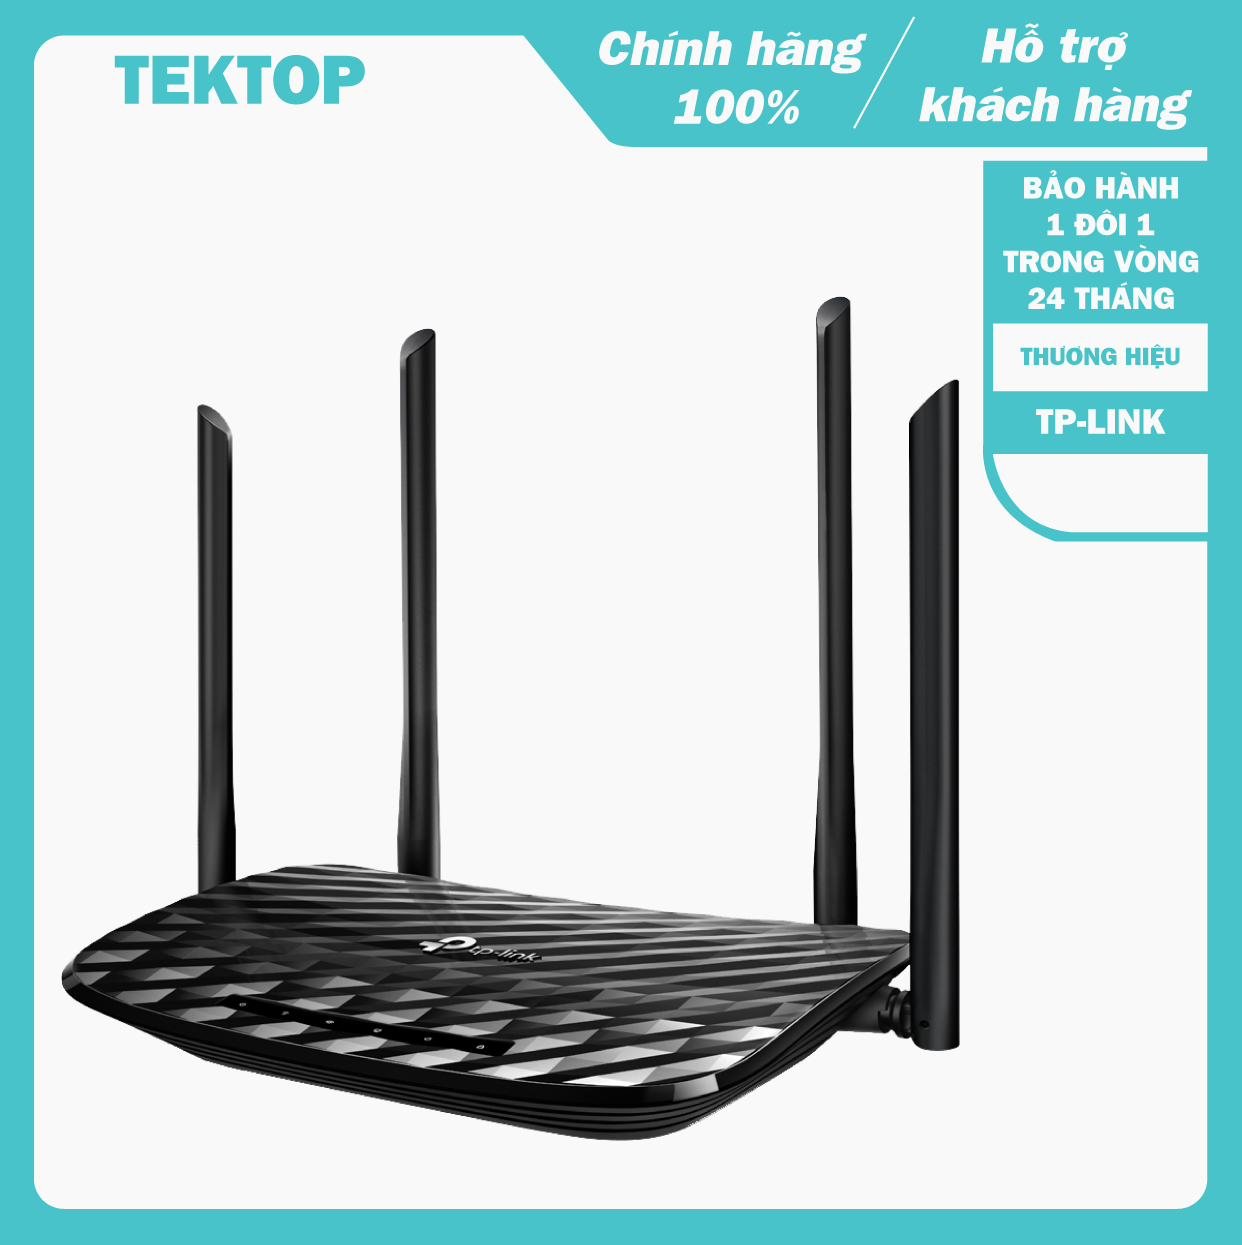 TEKTOP
Chính hãng
100%
Hỗ trợ
khách hàng
BẢO HÀNH
1 ĐÔI 1
TRONG VÒNG
24 THÁNG
THƯƠNG HIỆU
TP-LINK
tp-link